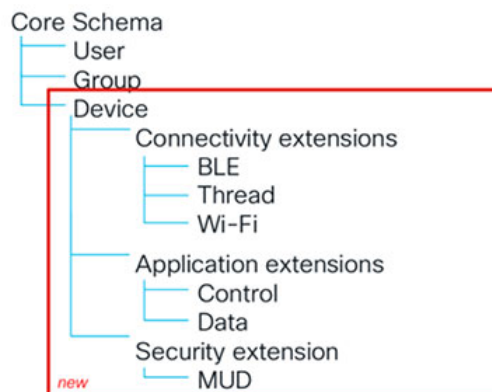 Core Schema
User
Group
Device
Connectivity extensions
BLE
Thread
Wi-Fi
Application extensions
Control
Data
Security extension
MUD
new